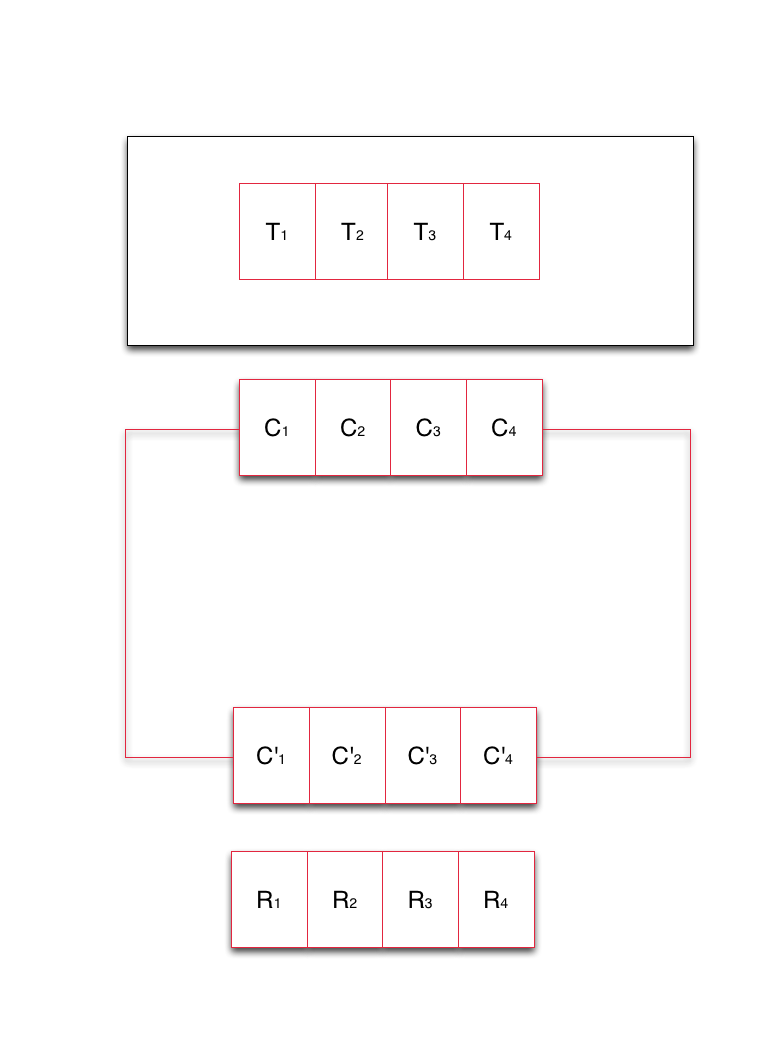 T1 T2 T3 T4
C1 C2 C3 C4
C'1 C'2 C'3 C'4
R1 R2 R3 R4